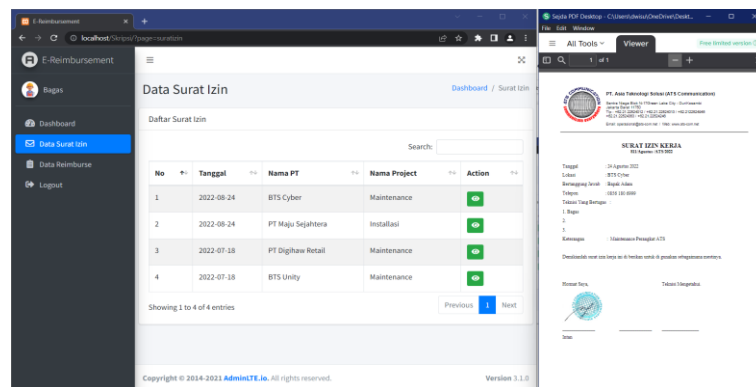 E-Reimbursement
localhost/Skripsi/?page=suratizin
E-Reimbursement
Bagas
Dashboard
Data Surat Izin
Data Reimburse
Logout
Data Surat Izin
Dashboard / Surat Izin
Daftar Surat Izin
Search:
No Tanggal Nama PT Nama Project Action
1 2022-08-24 BTS Cyber Maintenance
2 2022-08-24 PT Maju Sejahtera Installasi
3 2022-07-18 PT Digihaw Retail Maintenance
4 2022-07-18 BTS Unity Maintenance
Showing 1 to 4 of 4 entries
Previous 1 Next
Copyright © 2014-2021 AdminLTE.io. All rights reserved.
Version 3.1.0
Sejda PDF Desktop - C:\Users\dwisu\OneDrive\Deskt...
File Edit Window
All Tools Viewer Free limited version
1 of 1
PT. Asia Teknologi Solusi (ATS Communication)
SURAT IZIN KERJA
Tanggal : 24 Agustus 2022
Lokasi : BTS Cyber
Bertanggung Jawab : Bapak Adam
Telepon
Teknisi Yang Bertugas :
1. Bagas
2.
3.
Keterangan : Maintenance Perangkat ATS
Demikianlah surat izin kerja ini di berikan untuk di gunakan sebagaimana mestinya.
Hormat Saya, Teknisi Mengetahui
Intan